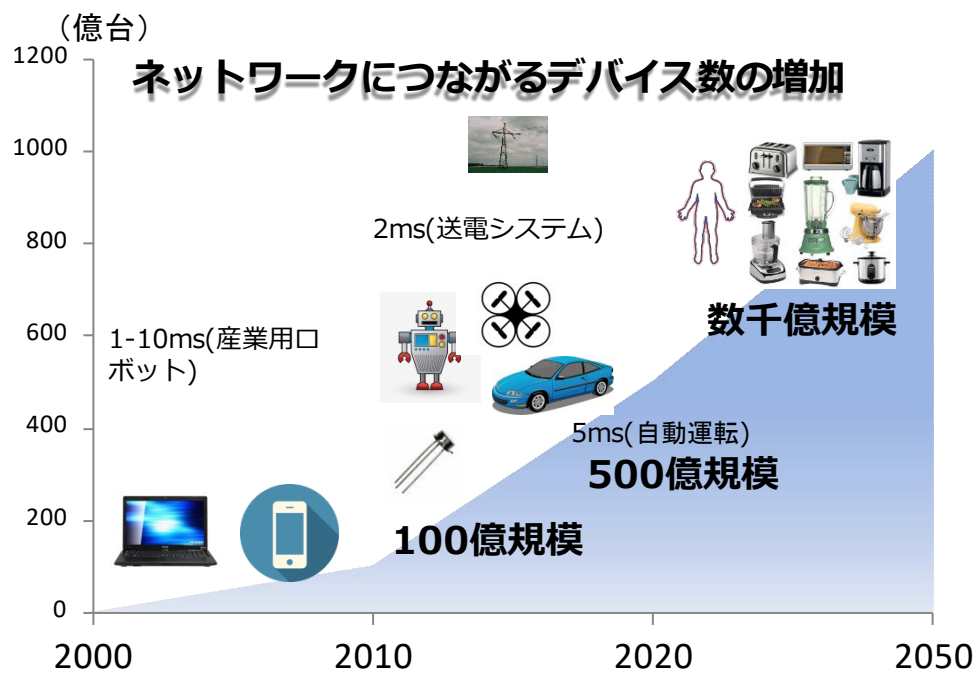 （億台）
ネットワークにつながるデバイス数の増加
1200
1000
800
600
400
200
0
2ms(送電システム)
1-10ms(産業用ロ
ボット)
数千億規模
5ms(自動運転)
500億規模
100億規模
2000
2010
2020
2050